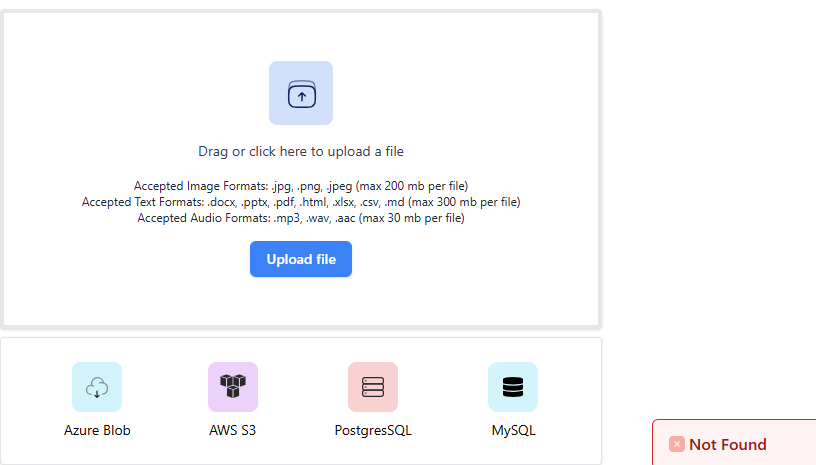 Drag or click here to upload a file
Accepted Image Formats: .jpg, .png, .jpeg (max 200 mb per file)
Accepted Text Formats: .docx, .pptx, .pdf, .html, .xlsx, .csv, .md (max 300 mb per file)
Accepted Audio Formats: .mp3, .wav, .aac (max 30 mb per file)
Upload file
Azure Blob
AWS S3
PostgresSQL
MySQL
Not Found